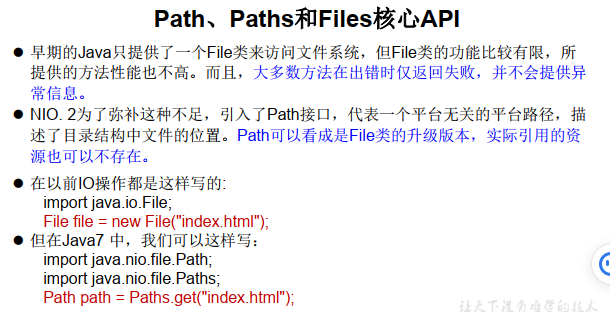 Path、Paths和Files核心API
● 早期的Java只提供了一个File类来访问文件系统，但File类的功能比较有限，所
提供的方法性能也不高。而且，大多数方法在出错时仅返回失败，并不会提供异
常信息。
● NIO. 2为了弥补这种不足，引入了Path接口，代表一个平台无关的平台路径，描
述了目录结构中文件的位置。Path可以看成是File类的升级版本，实际引用的资
源也可以不存在。
● 在以前IO操作都是这样写的:
import java.io.File;
File file = new File("index.html");
● 但在Java7 中，我们可以这样写：
import java.nio.file.Path;
import java.nio.file.Paths;
Path path = Paths.get("index.html");
让天下没有难学的技术